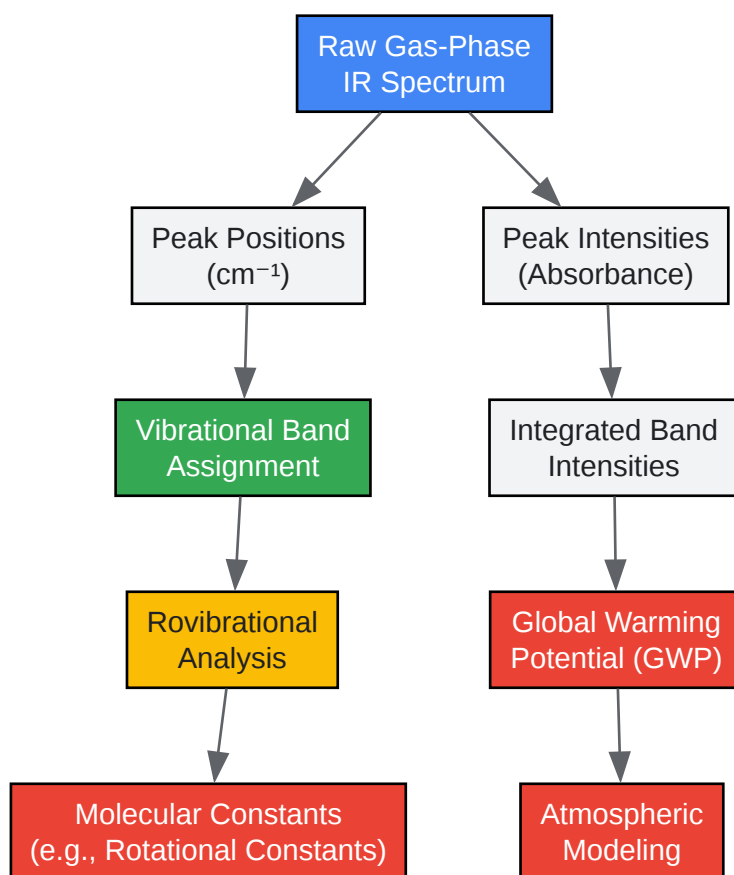 Raw Gas-Phase
IR Spectrum
Peak Positions
(cm⁻¹)
Peak Intensities
(Absorbance)
Vibrational Band
Assignment
Integrated Band
Intensities
Rovibrational
Analysis
Global Warming
Potential (GWP)
Molecular Constants
(e.g., Rotational Constants)
Atmospheric
Modeling